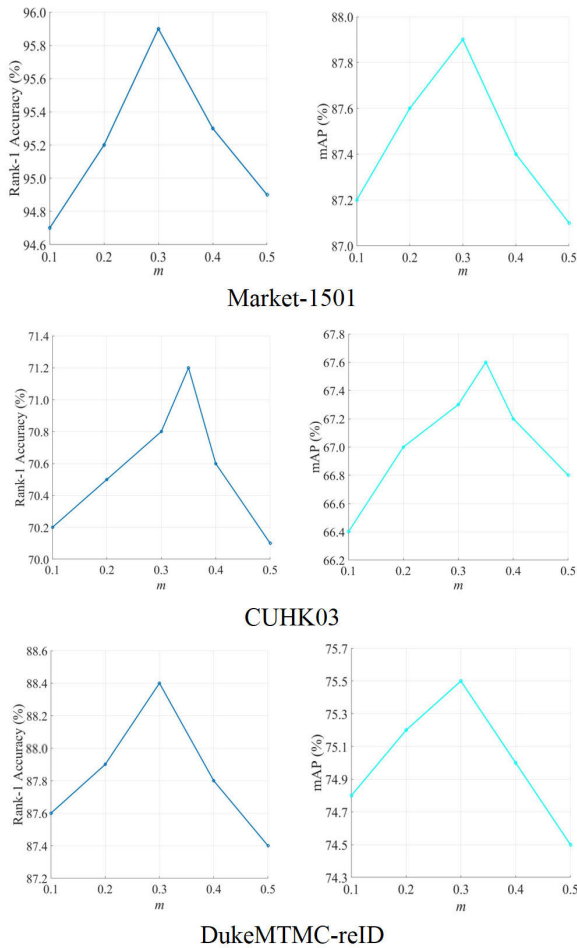 Rank-1 Accuracy (%)
96.0
95.8
95.6
95.4
95.2
95.0
94.8
94.6
0.1 0.2 0.3 0.4 0.5
m
mAP (%)
88.0
87.8
87.6
87.4
87.2
87.0
0.1 0.2 0.3 0.4 0.5
m
Market-1501
Rank-1 Accuracy (%)
71.4
71.2
71.0
70.8
70.6
70.4
70.2
70.0
0.1 0.2 0.3 0.4 0.5
m
mAP (%)
67.8
67.6
67.4
67.2
67.0
66.8
66.6
66.4
66.2
0.1 0.2 0.3 0.4 0.5
m
CUHK03
Rank-1 Accuracy (%)
88.6
88.4
88.2
88.0
87.8
87.6
87.4
87.2
0.1 0.2 0.3 0.4 0.5
m
mAP (%)
75.7
75.5
75.3
75.1
74.9
74.7
74.5
74.3
0.1 0.2 0.3 0.4 0.5
m
DukeMTMC-reID